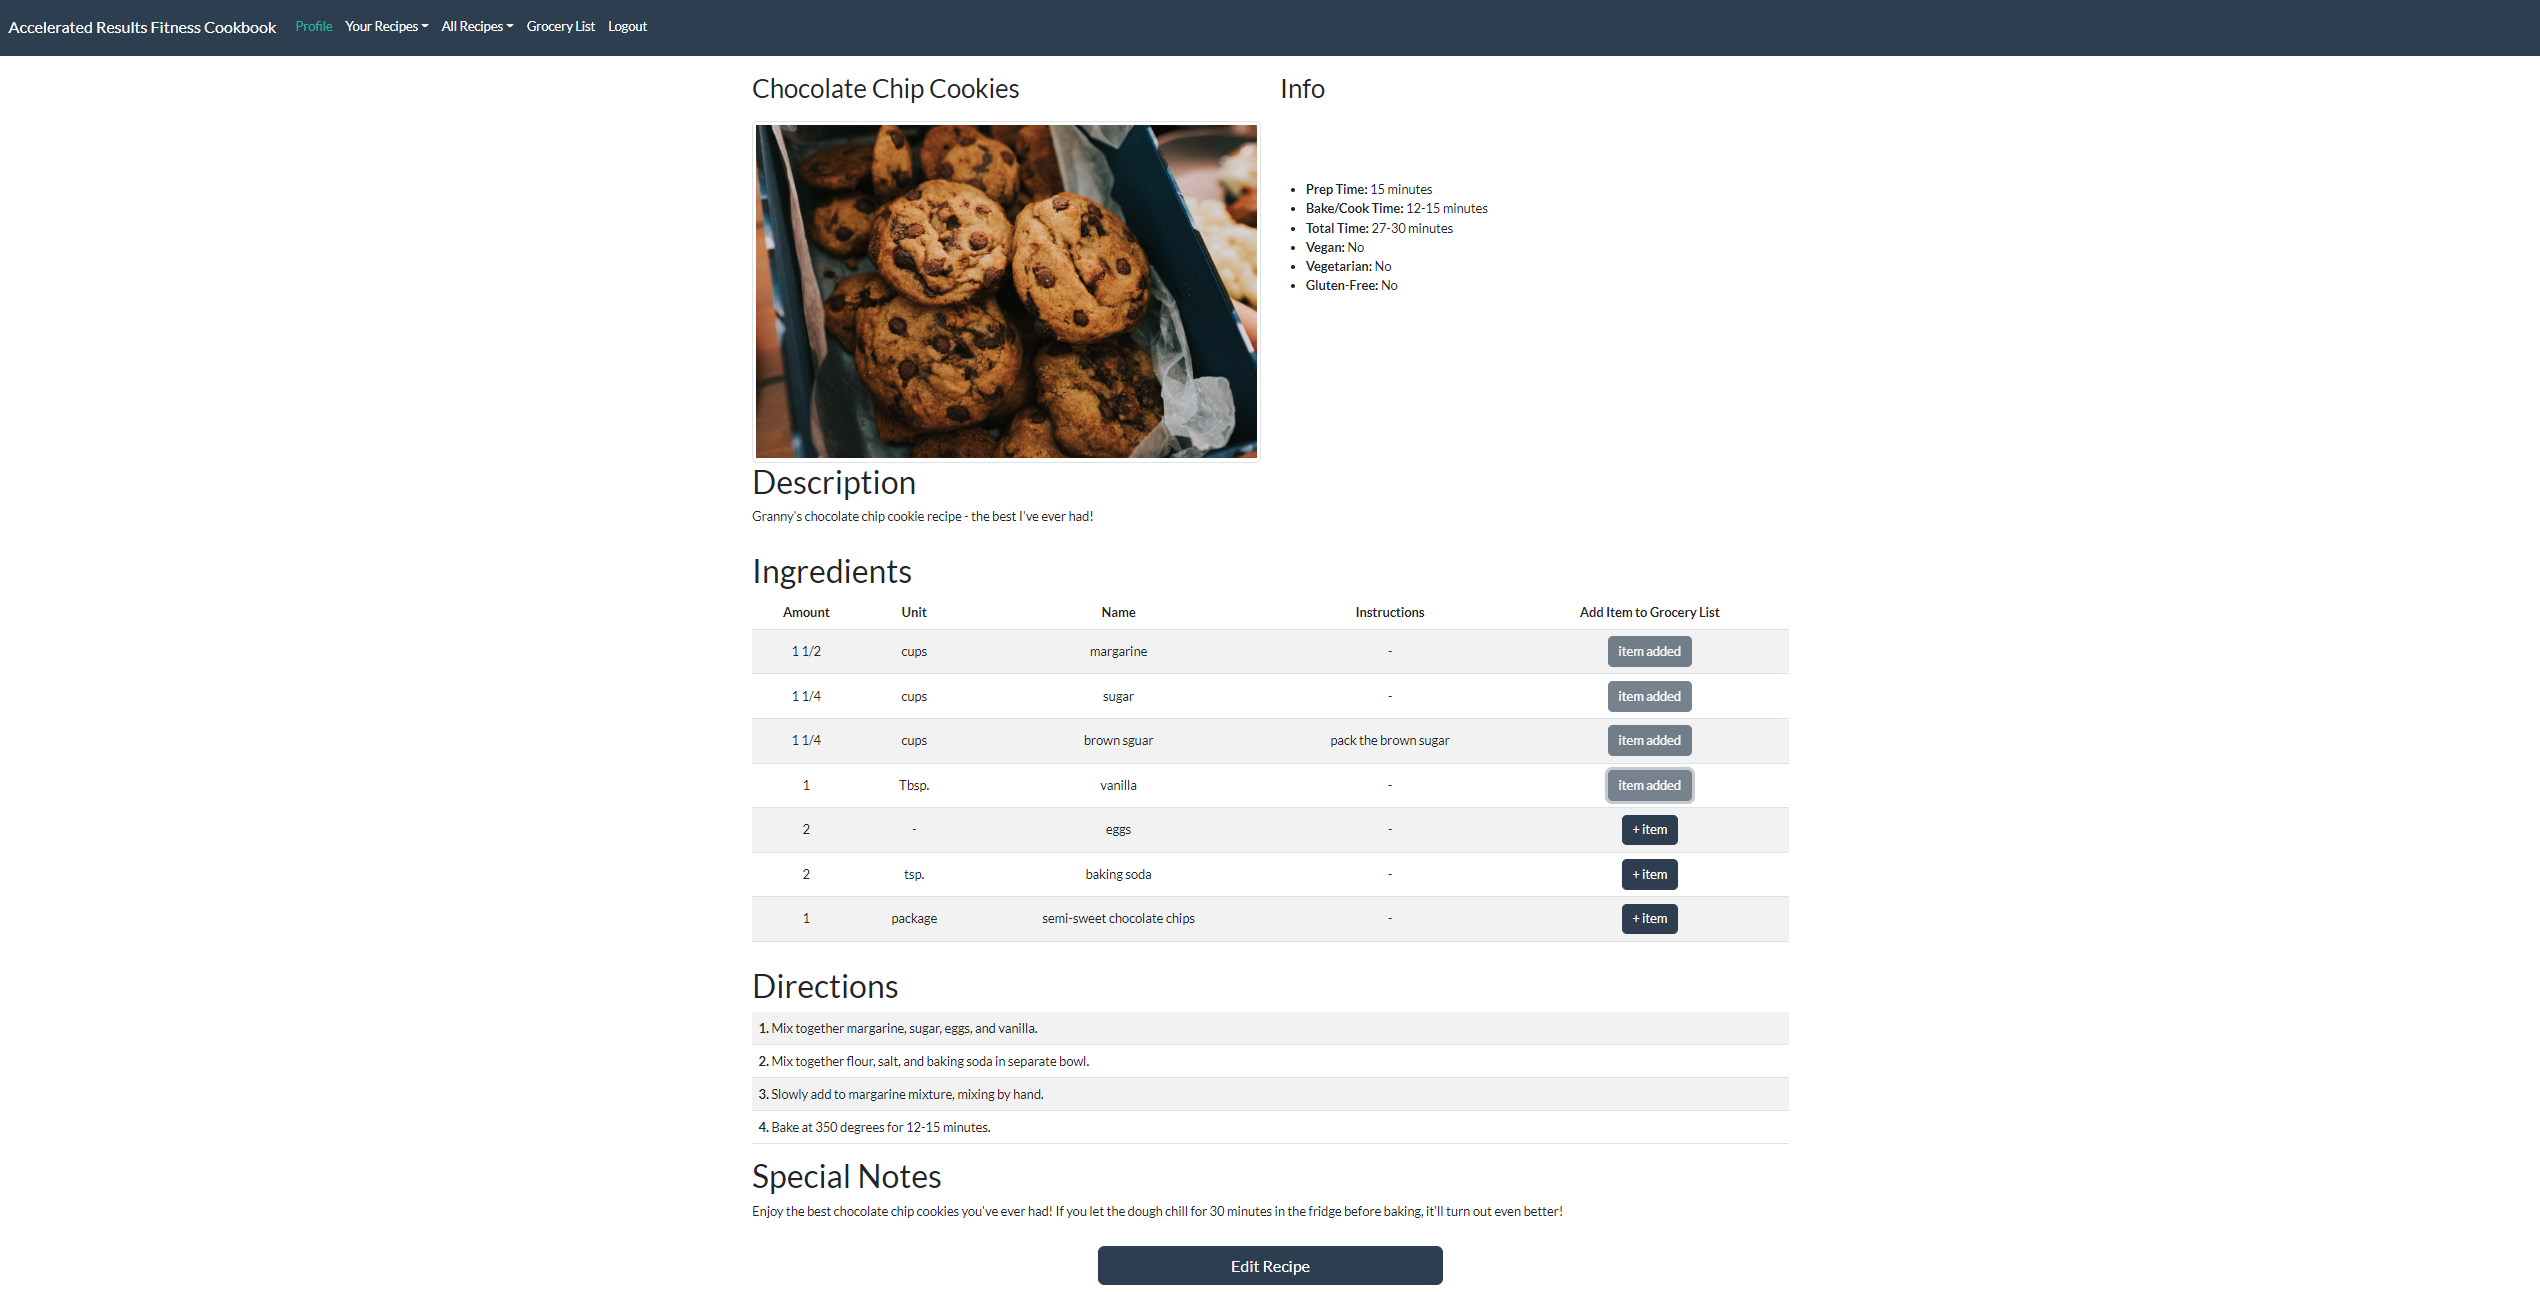 Accelerated Results Fitness Cookbook Profile Your Recipes All Recipes Grocery List Logout
Chocolate Chip Cookies
Info
Prep Time: 15 minutes
Bake/Cook Time: 12-15 minutes
Total Time: 27-30 minutes
Vegan: No
Vegetarian: No
Gluten-Free: No
Description
Granny's chocolate chip cookie recipe - the best I've ever had!
Ingredients
Amount Unit Name Instructions Add Item to Grocery List
1 1/2 cups margarine - item added
1 1/4 cups sugar - item added
1 1/4 cups brown sguar pack the brown sugar item added
1 Tbsp. vanilla - item added
2 - eggs - + item
2 tsp. baking soda - + item
1 package semi-sweet chocolate chips - + item
Directions
1. Mix together margarine, sugar, eggs, and vanilla.
2. Mix together flour, salt, and baking soda in separate bowl.
3. Slowly add to margarine mixture, mixing by hand.
4. Bake at 350 degrees for 12-15 minutes.
Special Notes
Enjoy the best chocolate chip cookies you've ever had! If you let the dough chill for 30 minutes in the fridge before baking, it'll turn out even better!
Edit Recipe